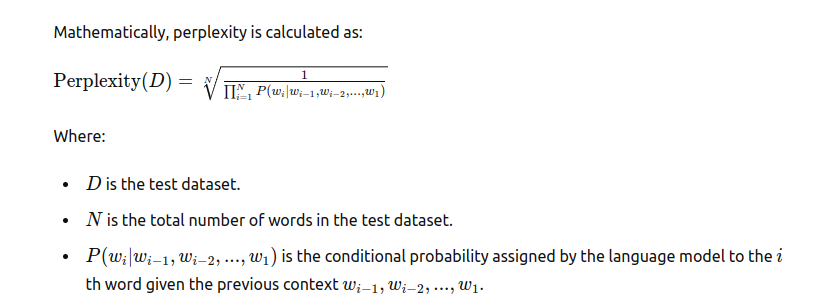 Mathematically, perplexity is calculated as:
Perplexity(D) = \sqrt[N]{\frac{1}{\prod_{i=1}^{N} P(w_i|w_{i-1},w_{i-2},...,w_1)}}
Where:
• D is the test dataset.
• N is the total number of words in the test dataset.
• P(w_i|w_{i-1}, w_{i-2}, ..., w_1) is the conditional probability assigned by the language model to the i
th word given the previous context w_{i-1}, w_{i-2}, ..., w_1.